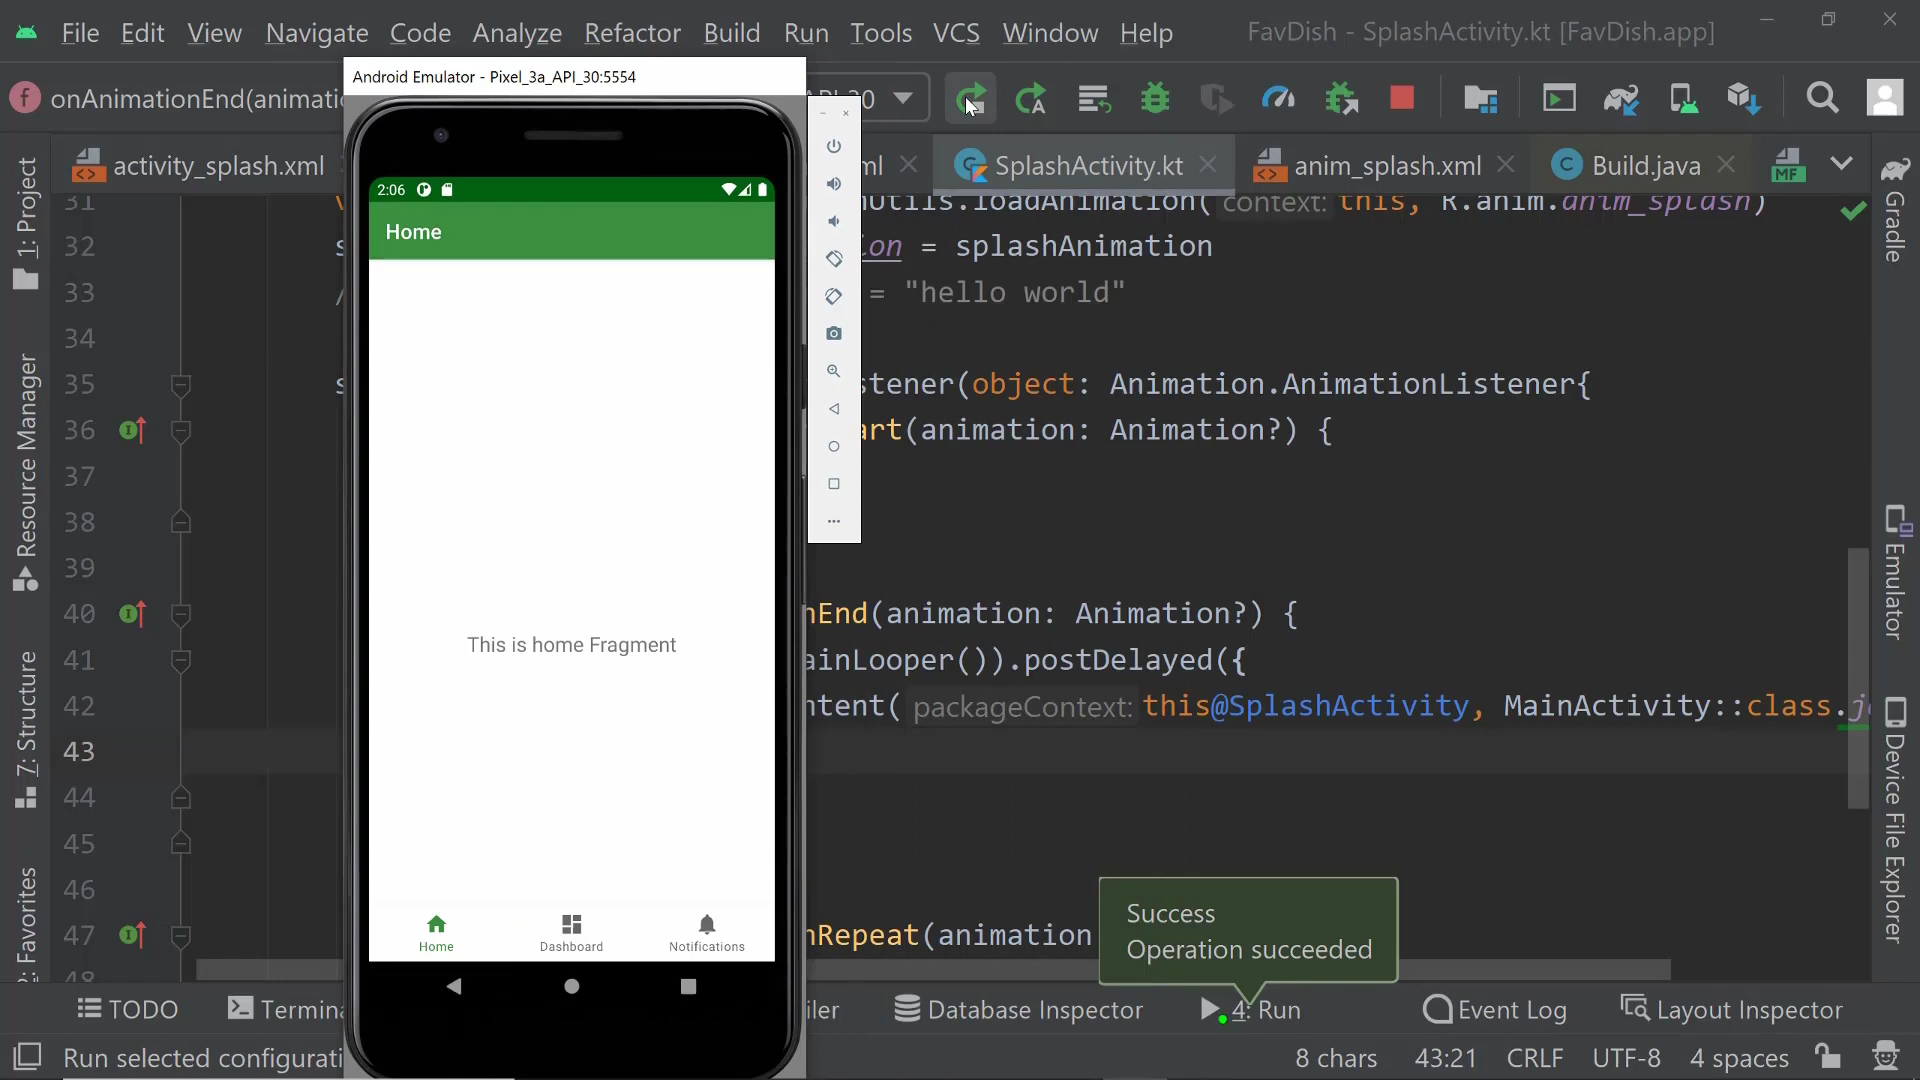 File Edit View Navigate Code Analyze Refactor Build Run Tools VCS Window Help FavDish - SplashActivity.kt [FavDish.app]
Android Emulator - Pixel_3a_API_30:5554
f onAnimationEnd(animati
activity_splash.xml
ml
SplashActivity.kt
anim_splash.xml
Build.java
MF
1: Project
Resource Manager
7: Structure
Favorites
Gradle
Emulator
Device File Explorer
31 this, R.anim.anim_splash)
context:
32 = splashAnimation
33 = "hello world"
34
35 stener(object: Animation.AnimationListener{
36 art(animation: Animation?) {
37
38
39
40 nEnd(animation: Animation?) {
41 ainLooper()).postDelayed({
42 ntent( packageContext: this@SplashActivity, MainActivity::class.j
43
44
45
46
47 nRepeat(animation
48
2:06
Home
This is home Fragment
Home
Dashboard
Notifications
Success
Operation succeeded
TODO
Termina
iler
Database Inspector
4: Run
Event Log
Layout Inspector
Run selected configurati
8 chars 43:21 CRLF UTF-8 4 spaces